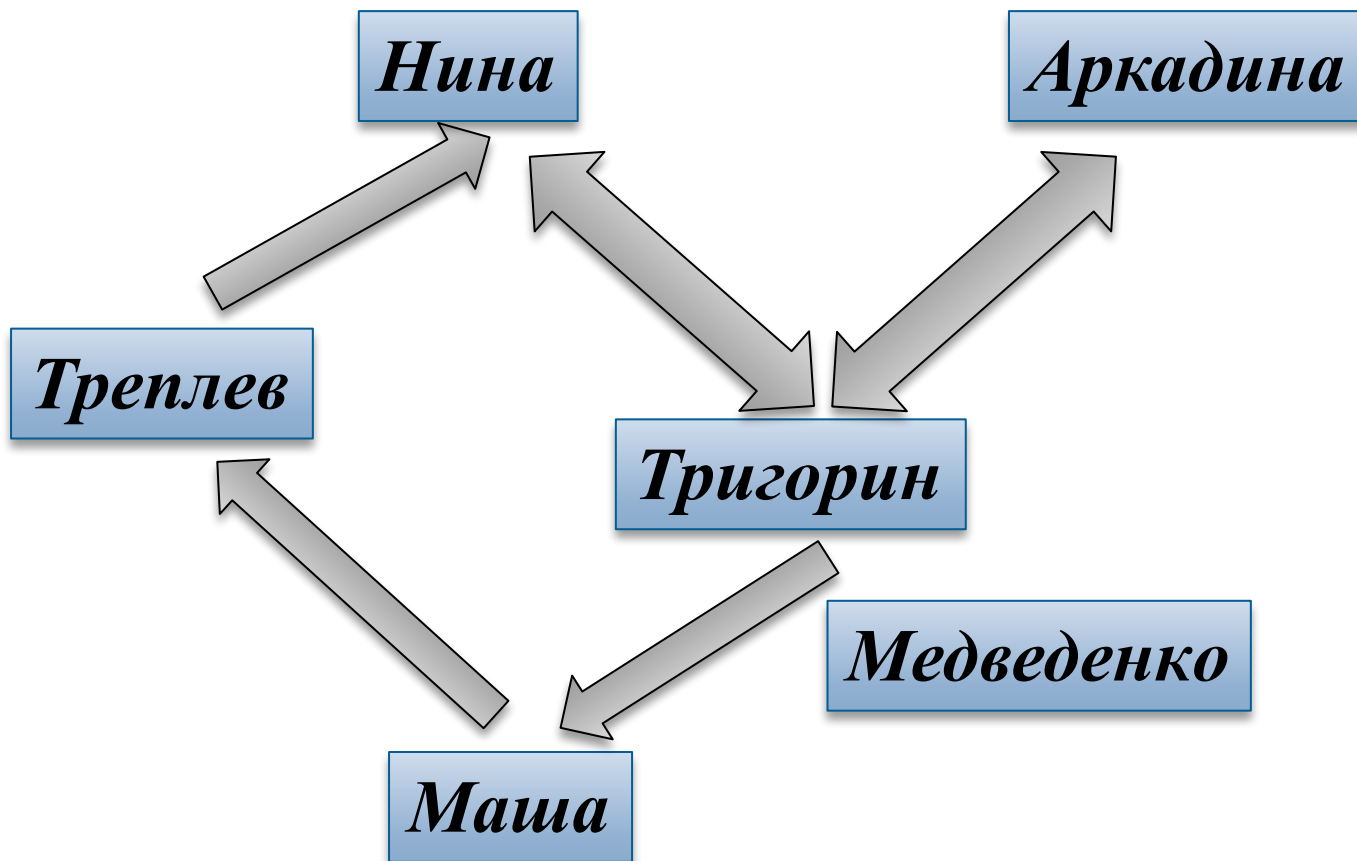 Нина
Аркадина
Треплев
Тригорин
Медведенко
Маша